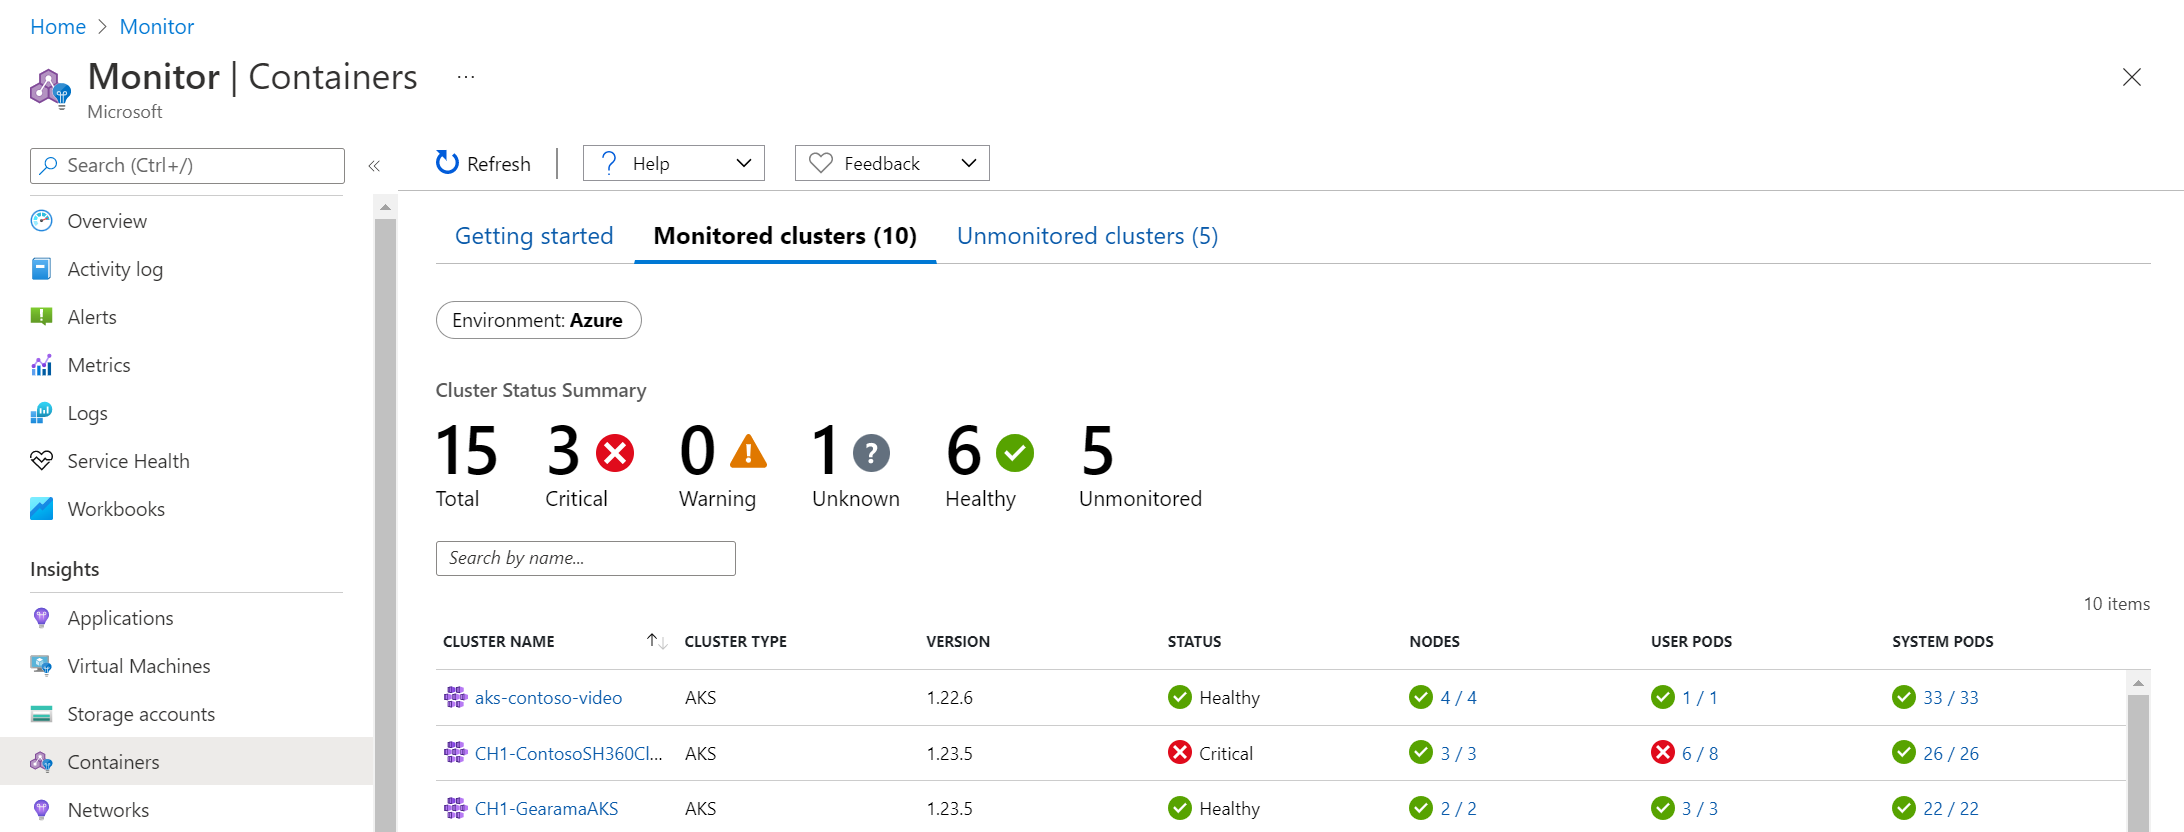 Home > Monitor
Monitor | Containers ...
Microsoft
Search (Ctrl+/)
«
Refresh
Help
Feedback
Overview
Activity log
Alerts
Metrics
Logs
Service Health
Workbooks
Insights
Applications
Virtual Machines
Storage accounts
Containers
Networks
Getting started Monitored clusters (10) Unmonitored clusters (5)
Environment: Azure
Cluster Status Summary
15 3 0 1 ? 6 5
Total Critical Warning Unknown Healthy Unmonitored
Search by name...
10 items
CLUSTER NAME CLUSTER TYPE VERSION STATUS NODES USER PODS SYSTEM PODS
aks-contoso-video AKS 1.22.6 Healthy 4 / 4 1 / 1 33 / 33
CH1-ContosoSH360Cl... AKS 1.23.5 Critical 3 / 3 6 / 8 26 / 26
CH1-GearamaAKS AKS 1.23.5 Healthy 2 / 2 3 / 3 22 / 22